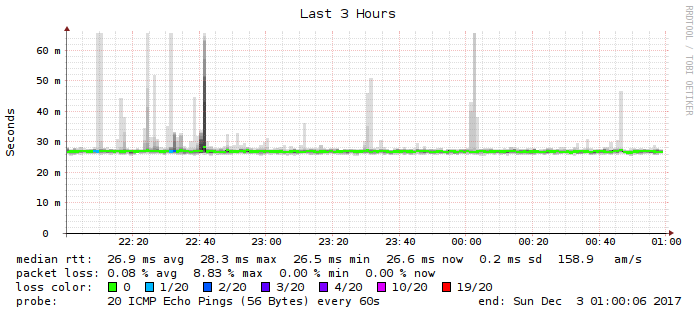 Last 3 Hours
RRDTOOL / TOBI OETIKER
Seconds
60 m
50 m
40 m
30 m
20 m
10 m
0
22:20 22:40 23:00 23:20 23:40 00:00 00:20 00:40 01:00
median rtt: 26.9 ms avg 28.3 ms max 26.5 ms min 26.6 ms now 0.2 ms sd 158.9 am/s
packet loss: 0.08 % avg 8.83 % max 0.00 % min 0.00 % now
loss color: 0 1/20 2/20 3/20 4/20 10/20 19/20
probe: 20 ICMP Echo Pings (56 Bytes) every 60s end: Sun Dec 3 01:00:06 2017